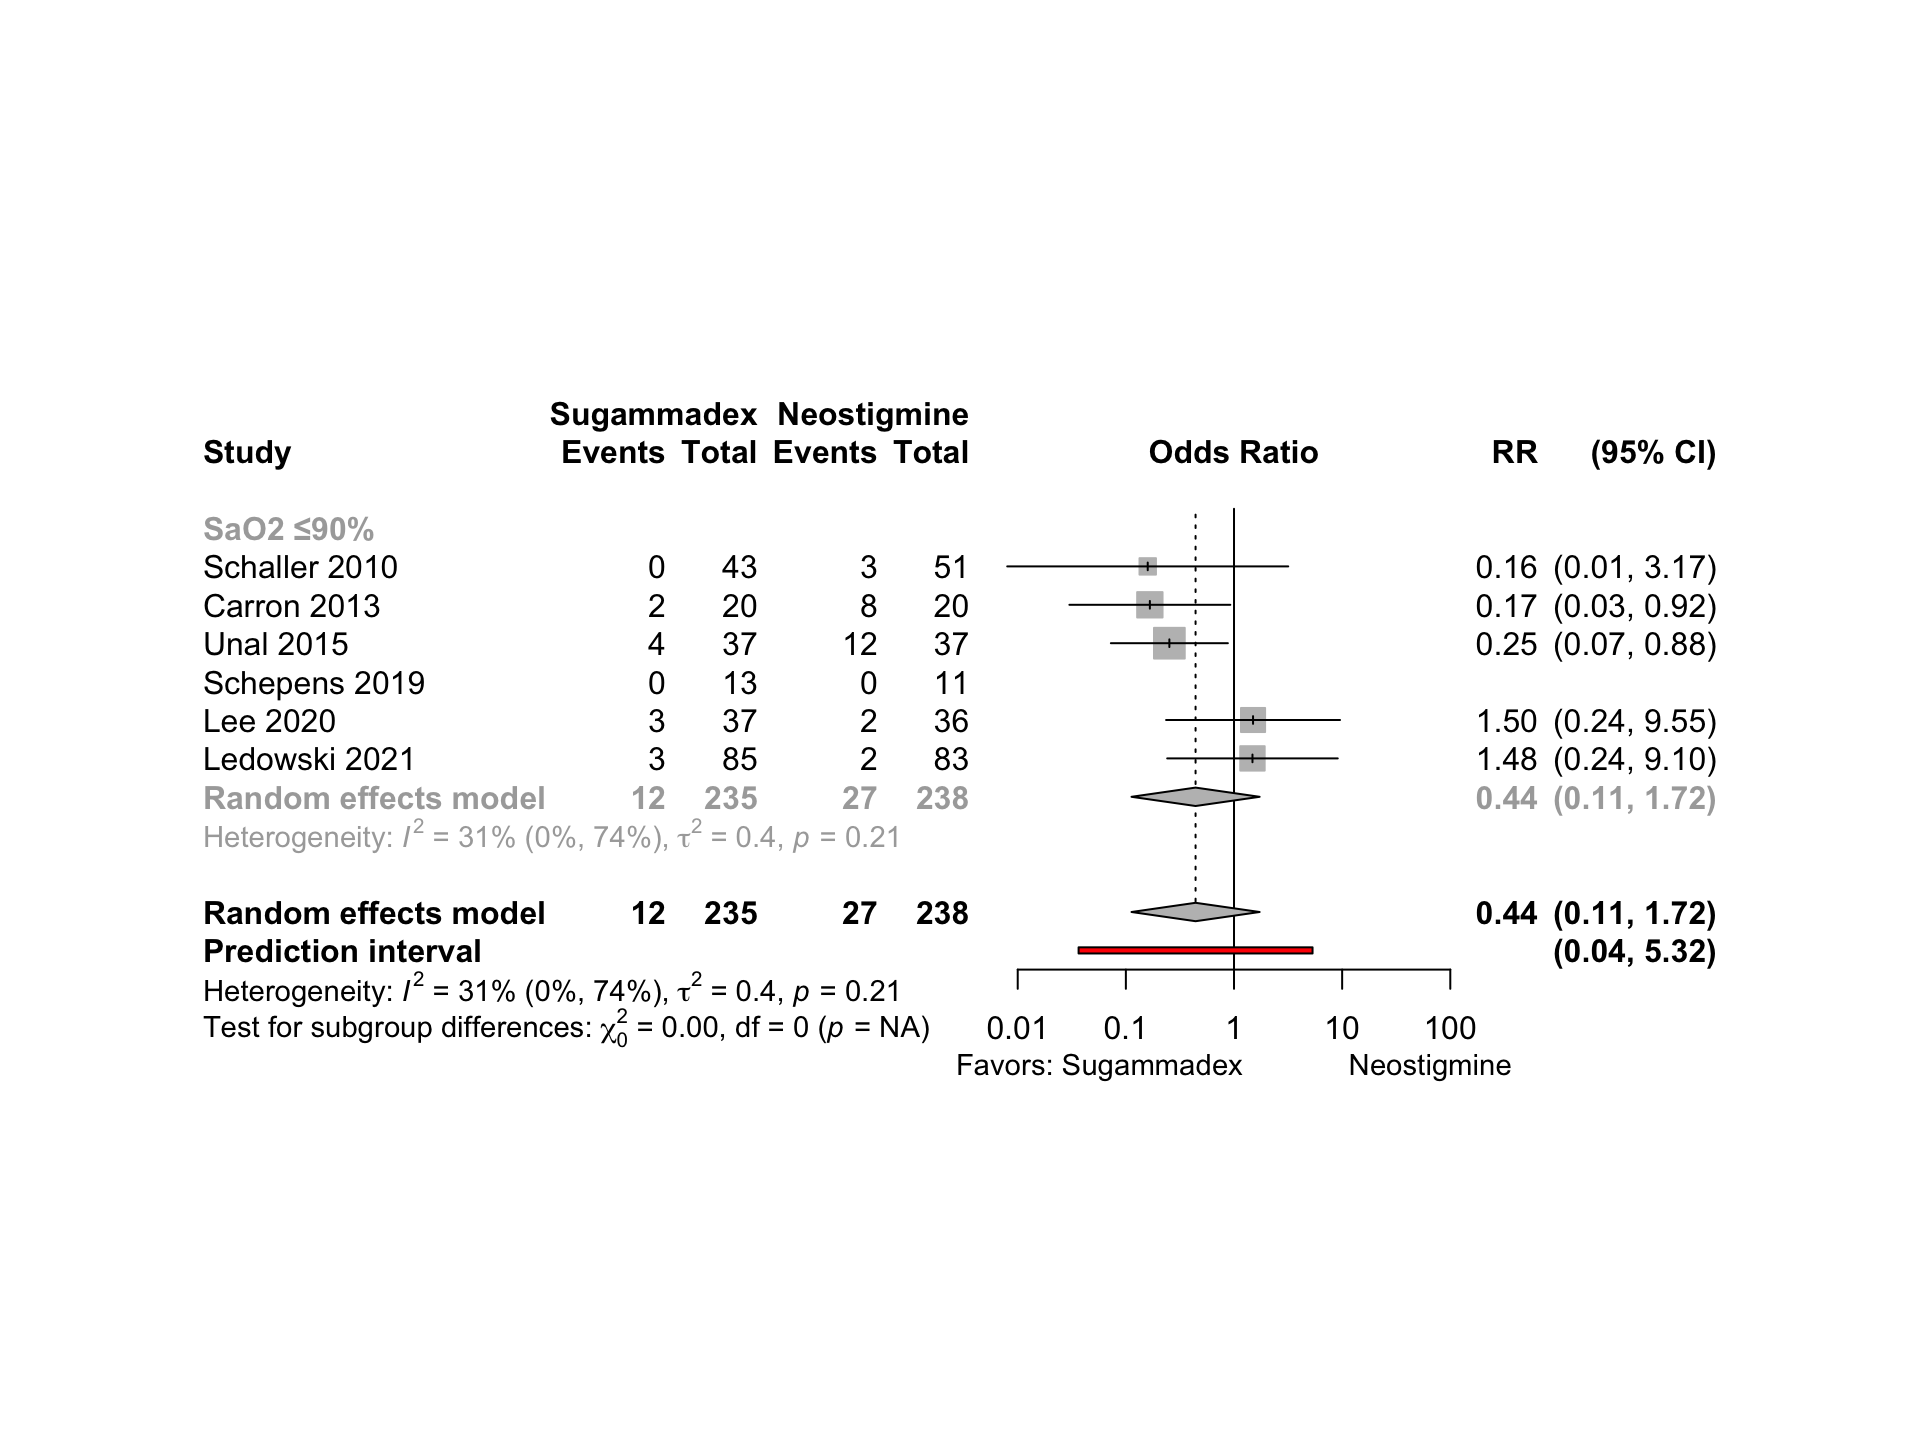 Sugammadex Neostigmine
Study Events Total Events Total Odds Ratio RR (95% CI)
SaO2 ≤90%
Schaller 2010 0 43 3 51 0.16 (0.01, 3.17)
Carron 2013 2 20 8 20 0.17 (0.03, 0.92)
Unal 2015 4 37 12 37 0.25 (0.07, 0.88)
Schepens 2019 0 13 0 11
Lee 2020 3 37 2 36 1.50 (0.24, 9.55)
Ledowski 2021 3 85 2 83 1.48 (0.24, 9.10)
Random effects model 12 235 27 238 0.44 (0.11, 1.72)
Heterogeneity: I² = 31% (0%, 74%), τ² = 0.4, p = 0.21
Random effects model 12 235 27 238 0.44 (0.11, 1.72)
Prediction interval (0.04, 5.32)
Heterogeneity: I² = 31% (0%, 74%), τ² = 0.4, p = 0.21
Test for subgroup differences: χ²₀ = 0.00, df = 0 (p = NA) 0.01 0.1 1 10 100
Favors: Sugammadex Neostigmine